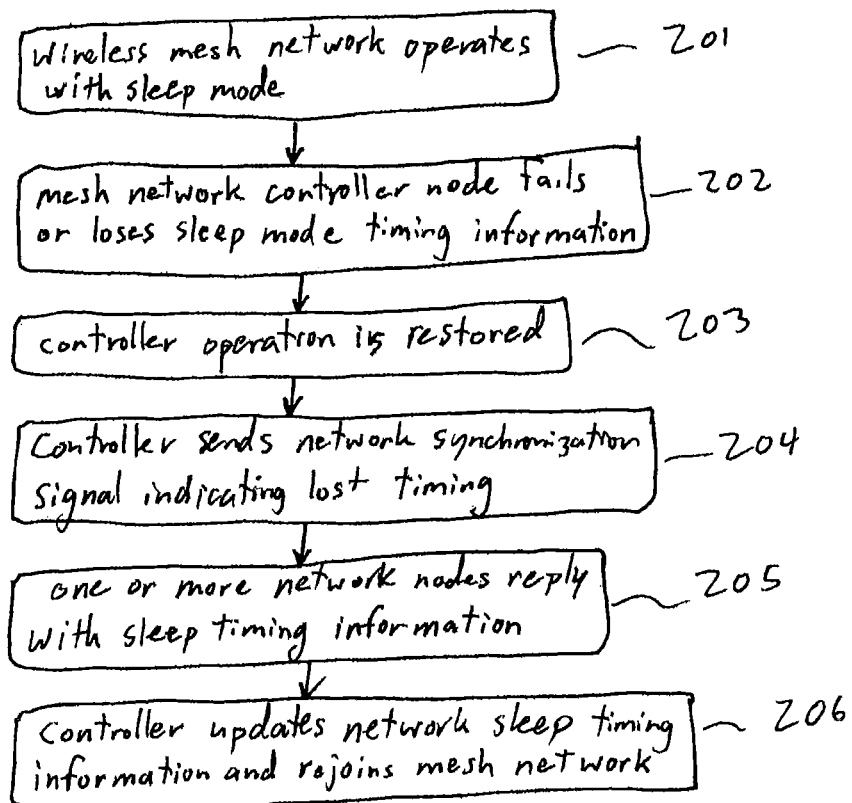 wireless mesh network operates
with sleep mode
201
mesh network controller node fails
or loses sleep mode timing information
202
controller operation is restored
203
Controller sends network synchronization
signal indicating lost timing
204
one or more network nodes reply
with sleep timing information
205
Controller updates network sleep timing
information and rejoins mesh network
206